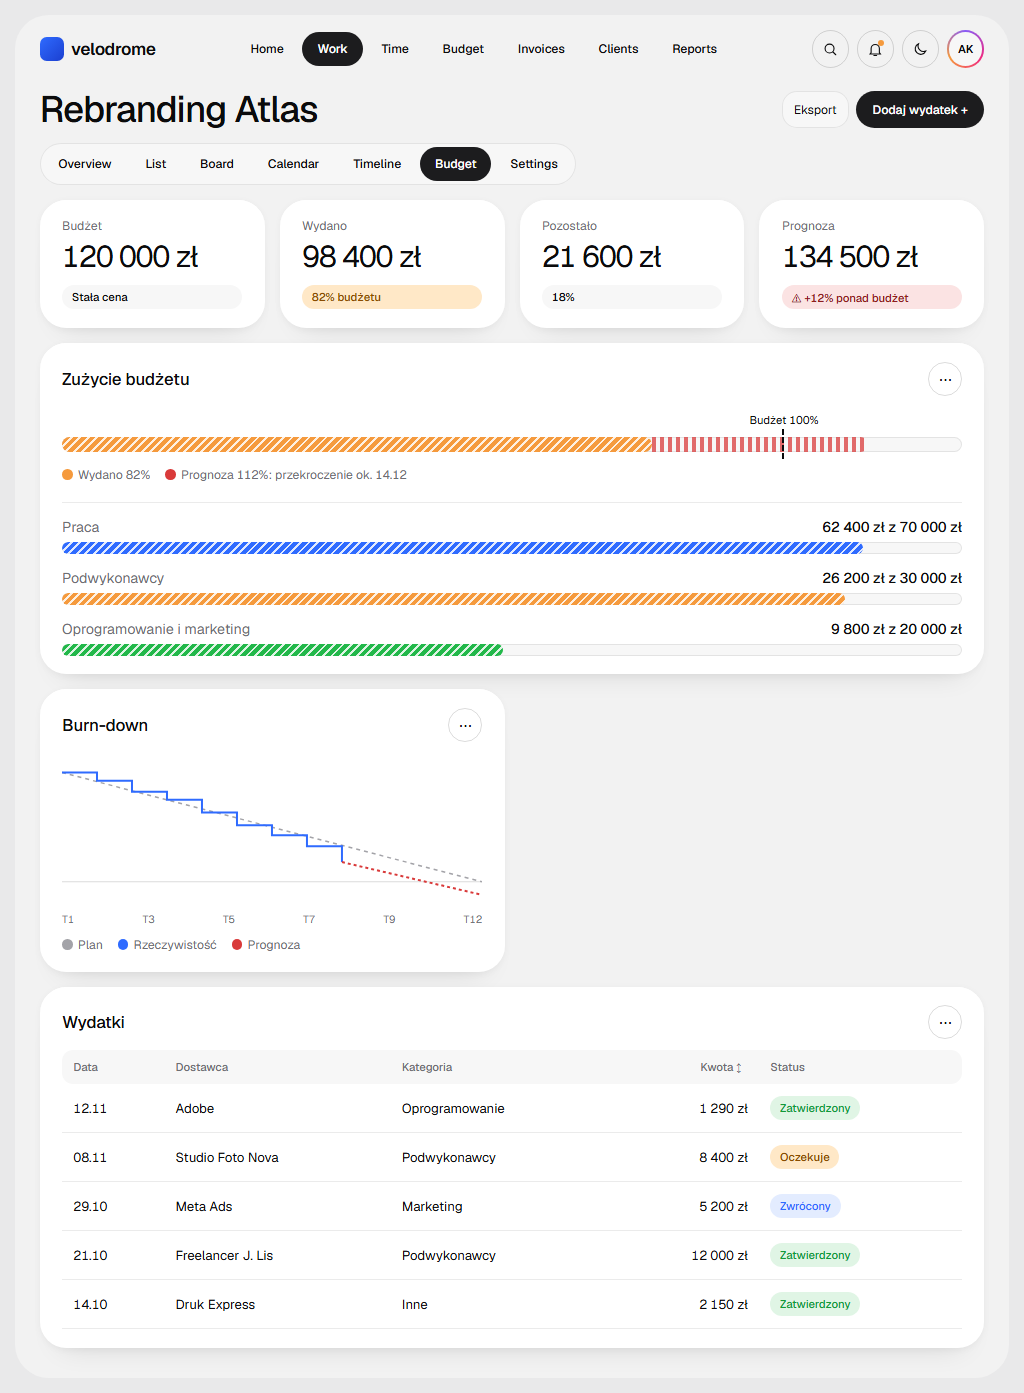 velodrome
Home Work Time Budget Invoices Clients Reports
AK
Rebranding Atlas
Eksport
Dodaj wydatek +
Overview List Board Calendar Timeline Budget Settings
Budżet
120 000 zł
Stała cena
Wydano
98 400 zł
82% budżetu
Pozostało
21 600 zł
18%
Prognoza
134 500 zł
⚠ +12% ponad budżet
Zużycie budżetu
...
Budżet 100%
Wydano 82% Prognoza 112%: przekroczenie ok. 14.12
Praca 62 400 zł z 70 000 zł
Podwykonawcy 26 200 zł z 30 000 zł
Oprogramowanie i marketing 9 800 zł z 20 000 zł
Burn-down
...
T1 T3 T5 T7 T9 T12
Plan Rzeczywistość Prognoza
Wydatki
...
Data Dostawca Kategoria Kwota ↕ Status
12.11 Adobe Oprogramowanie 1 290 zł Zatwierdzony
08.11 Studio Foto Nova Podwykonawcy 8 400 zł Oczekuje
29.10 Meta Ads Marketing 5 200 zł Zwrócony
21.10 Freelancer J. Lis Podwykonawcy 12 000 zł Zatwierdzony
14.10 Druk Express Inne 2 150 zł Zatwierdzony